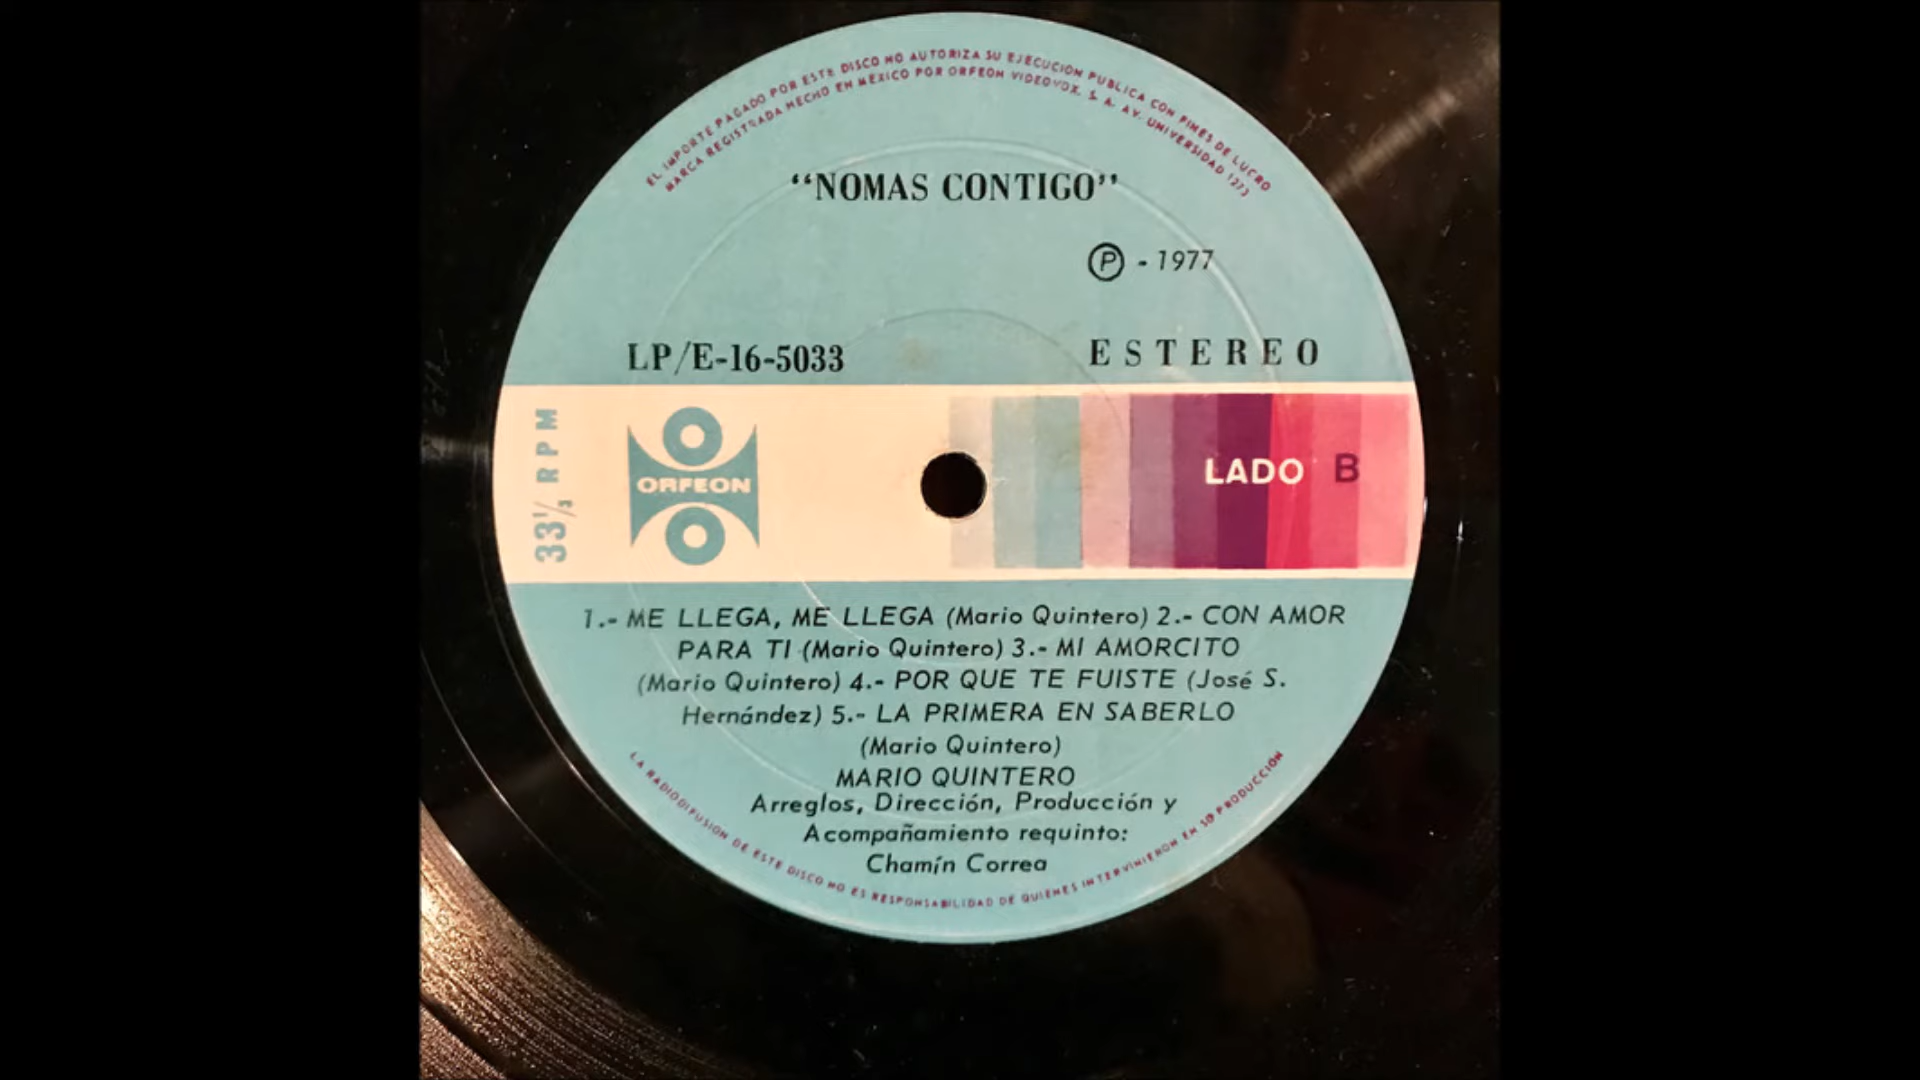 EL IMPORTE PAGADO POR ESTE DISCO NO AUTORIZA SU EJECUCION PUBLICA CON FINES DE LUCRO
MARCA REGISTRADA HECHO EN MEXICO POR ORFEON VIDEOVOX, S. A. AV. UNIVERSIDAD 1273
“NOMAS CONTIGO”
Ⓟ - 1977
LP/E-16-5033
ESTEREO
33⅓ RPM
ORFEON
LADO B
1.- ME LLEGA, ME LLEGA (Mario Quintero) 2.- CON AMOR
PARA TI (Mario Quintero) 3.- MI AMORCITO
(Mario Quintero) 4.- POR QUE TE FUISTE (José S.
Hernández) 5.- LA PRIMERA EN SABERLO
(Mario Quintero)
MARIO QUINTERO
Arreglos, Dirección, Producción y
Acompañamiento requinto:
Chamín Correa
LA RADIODIFUSION DE ESTE DISCO NO ES RESPONSABILIDAD DE QUIENES INTERVINIERON EN SU PRODUCCIÓN